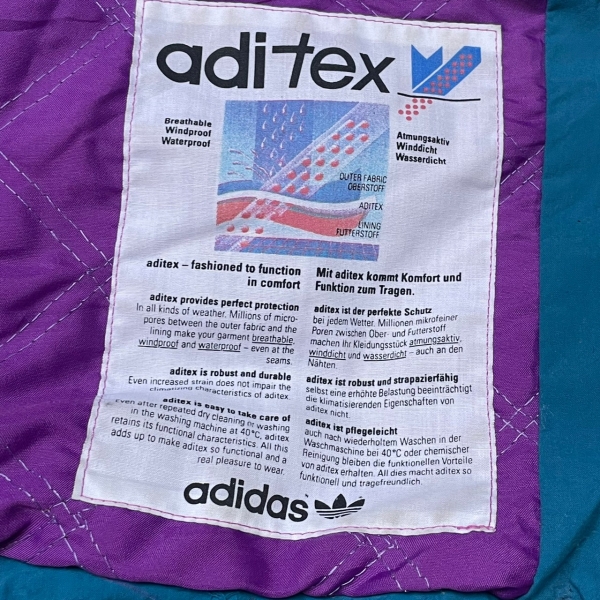 aditex
Breathable
Windproof
Waterproof
Atmungsaktiv
Winddicht
Wasserdicht
OUTER FABRIC
OBERSTOFF
ADITEX
LINING
FUTTERSTOFF
aditex – fashioned to function
in comfort
aditex provides perfect protection
In all kinds of weather. Millions of micro-
pores between the outer fabric and the
lining make your garment breathable,
windproof and waterproof – even at the
seams.
aditex is robust and durable
Even increased strain does not impair the
climatising characteristics of aditex.
aditex is easy to take care of
Even after repeated dry cleaning or washing
in the washing machine at 40°C, aditex
retains its functional characteristics. All this
adds up to make aditex so functional and a
real pleasure to wear.
Mit aditex kommt Komfort und
Funktion zum Tragen.
aditex ist der perfekte Schutz
bei jedem Wetter. Millionen mikrofeiner
Poren zwischen Ober- und Futterstoff
machen Ihr Kleidungsstück atmungsaktiv,
winddicht und wasserdicht – auch an den
Nähten.
aditex ist robust und strapazierfähig
selbst eine erhöhte Belastung beeinträchtigt
die klimatisierenden Eigenschaften von
aditex nicht.
aditex ist pflegeleicht
auch nach wiederholtem Waschen in der
Waschmaschine bei 40°C oder chemischer
Reinigung bleiben die funktionellen Vorteile
von aditex erhalten. All dies macht aditex so
funktionell und tragefreundlich.
adidas